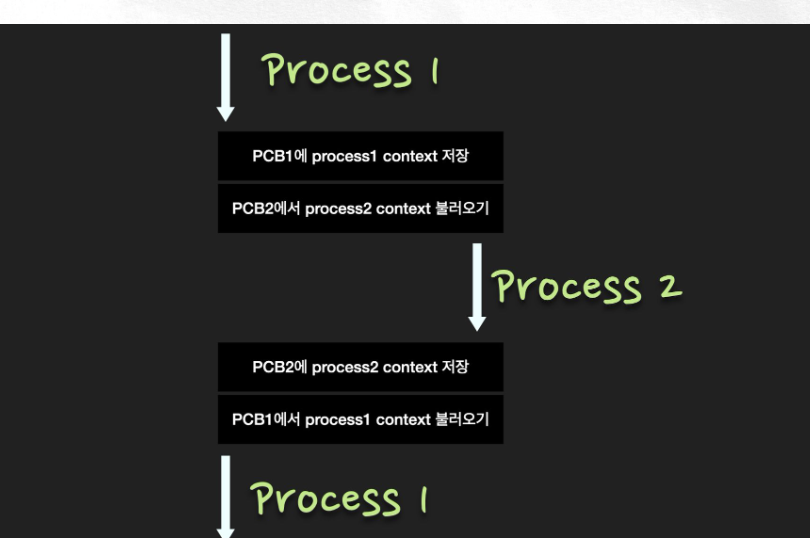 Process 1
PCB1에 process1 context 저장
PCB2에서 process2 context 불러오기
Process 2
PCB2에 process2 context 저장
PCB1에서 process1 context 불러오기
Process 1